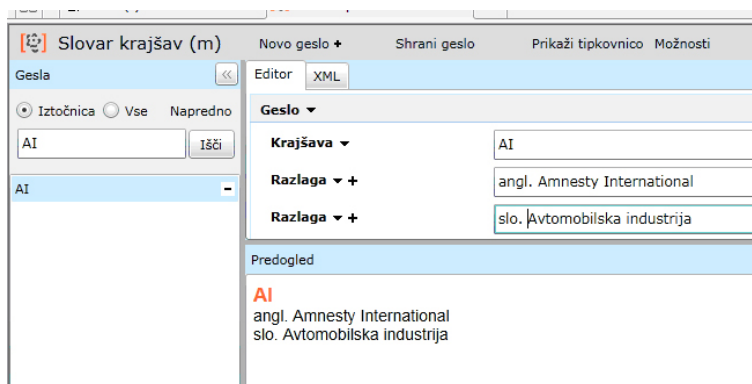 Slovar krajšav (m) Novo geslo + Shrani geslo Prikaži tipkovnico Možnosti
Gesla « Editor XML
Iztočnica Vse Napredno Geslo
AI Išči Krajšava AI
AI - Razlaga + angl. Amnesty International
Razlaga + slo. Avtomobilska industrija
Predogled
AI
angl. Amnesty International
slo. Avtomobilska industrija